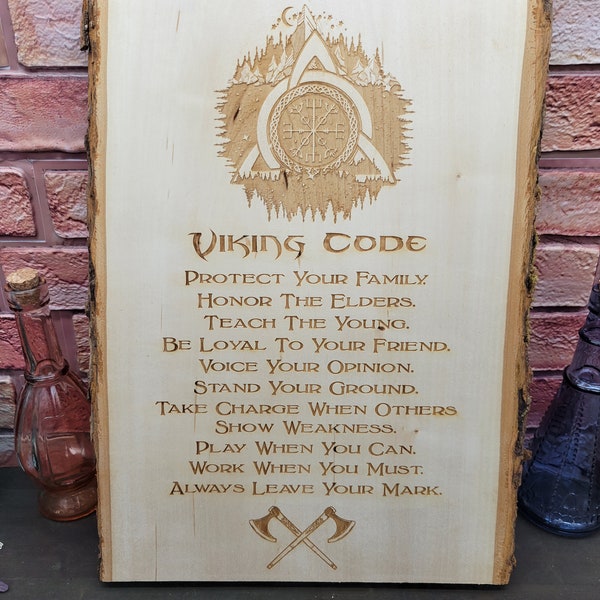 Viking Code
Protect Your Family.
Honor The Elders.
Teach The Young.
Be Loyal To Your Friend.
Voice Your Opinion.
Stand Your Ground.
Take Charge When Others
Show Weakness.
Play When You Can.
Work When You Must.
Always Leave Your Mark.